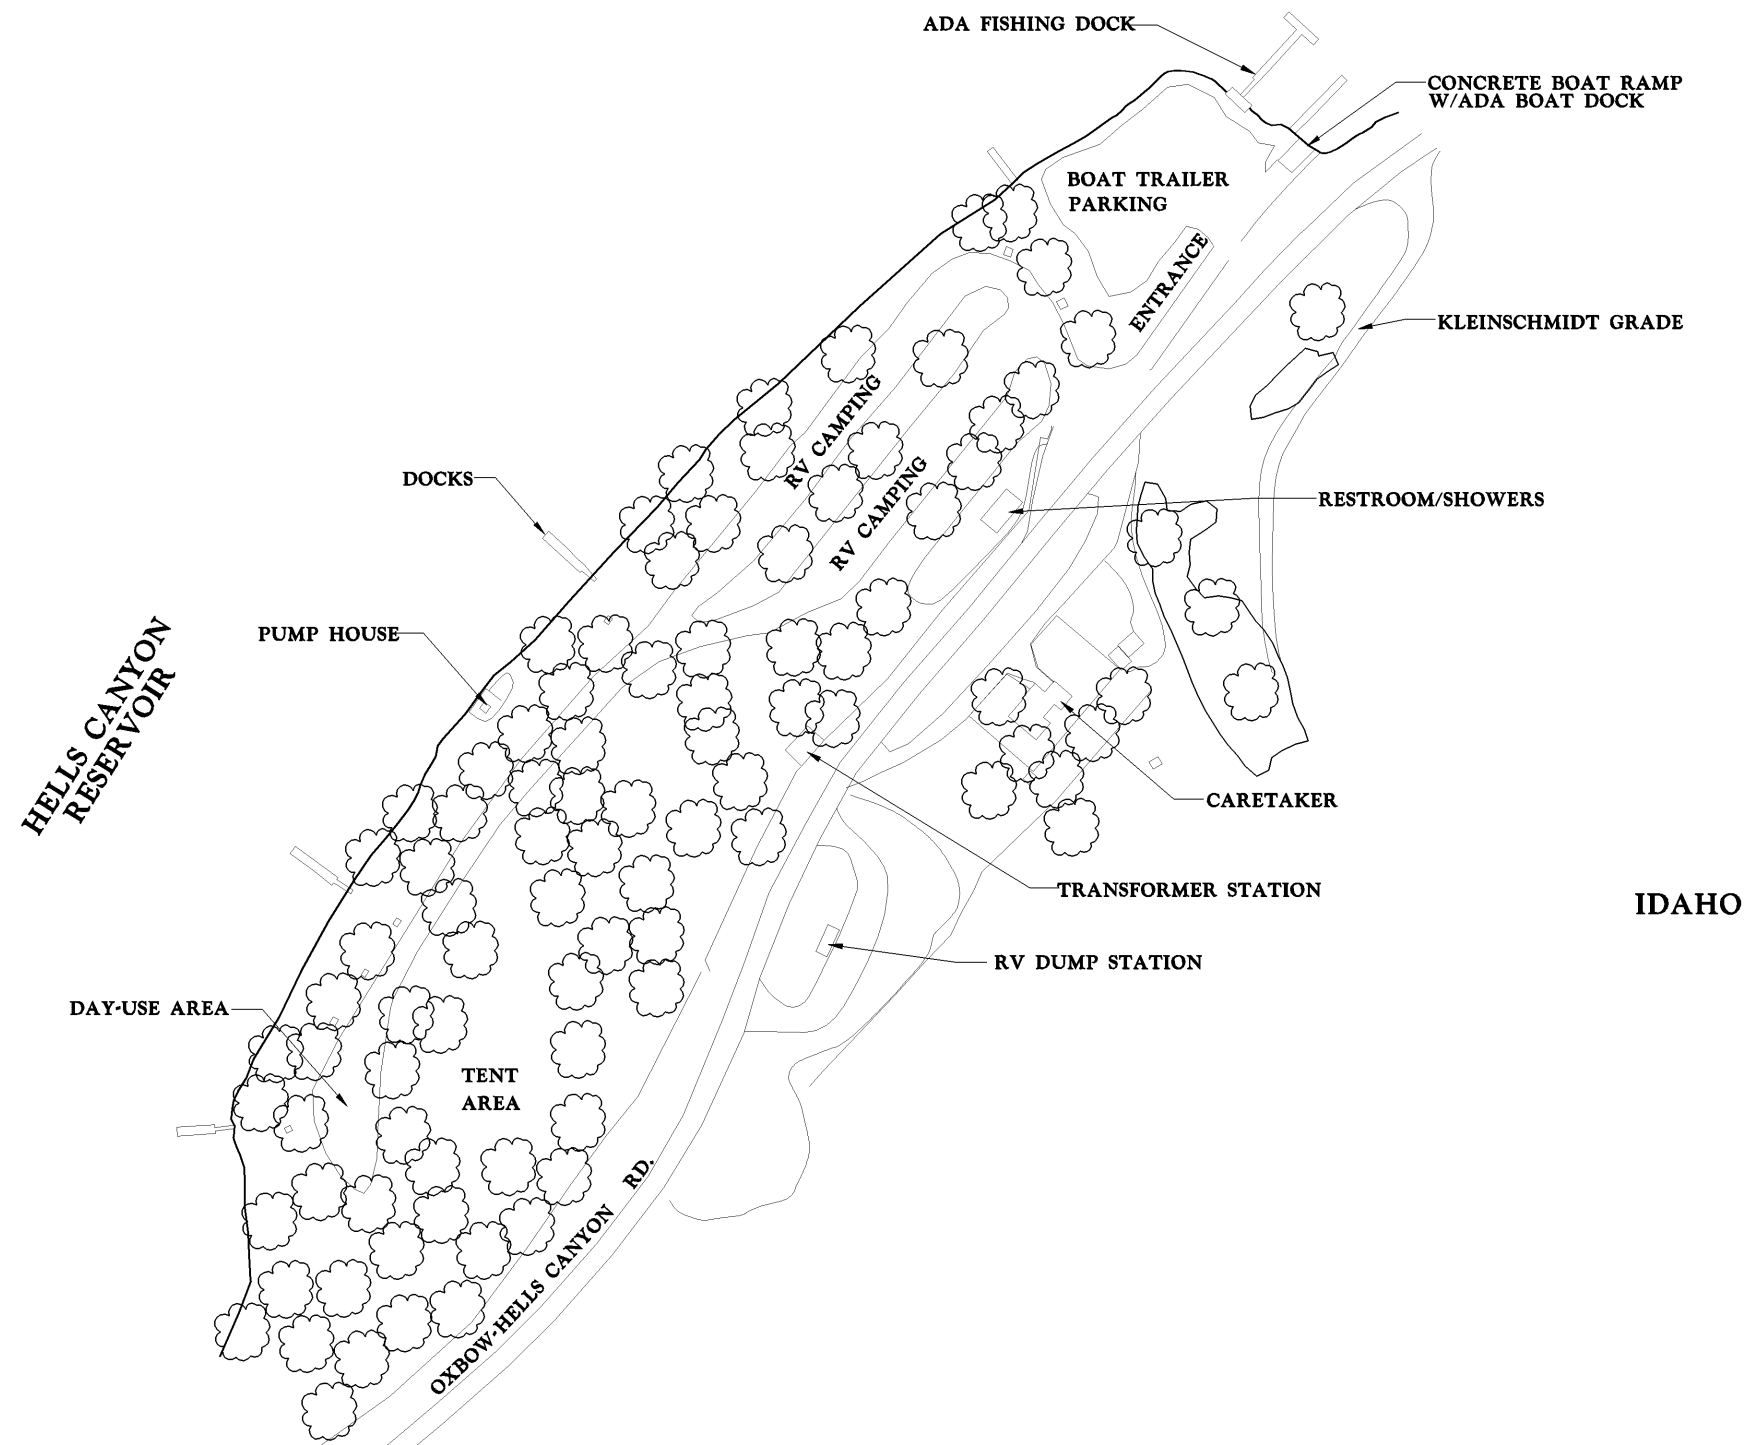 ADA FISHING DOCK
CONCRETE BOAT RAMP
W/ADA BOAT DOCK
BOAT TRAILER
PARKING
ENTRANCE
KLEINSCHMIDT GRADE
RV CAMPING
RV CAMPING
DOCKS
RESTROOM/SHOWERS
PUMP HOUSE
HELLS CANYON
RESERVOIR
CARETAKER
TRANSFORMER STATION
IDAHO
RV DUMP STATION
DAY-USE AREA
TENT
AREA
OXBOW-HELLS CANYON RD.